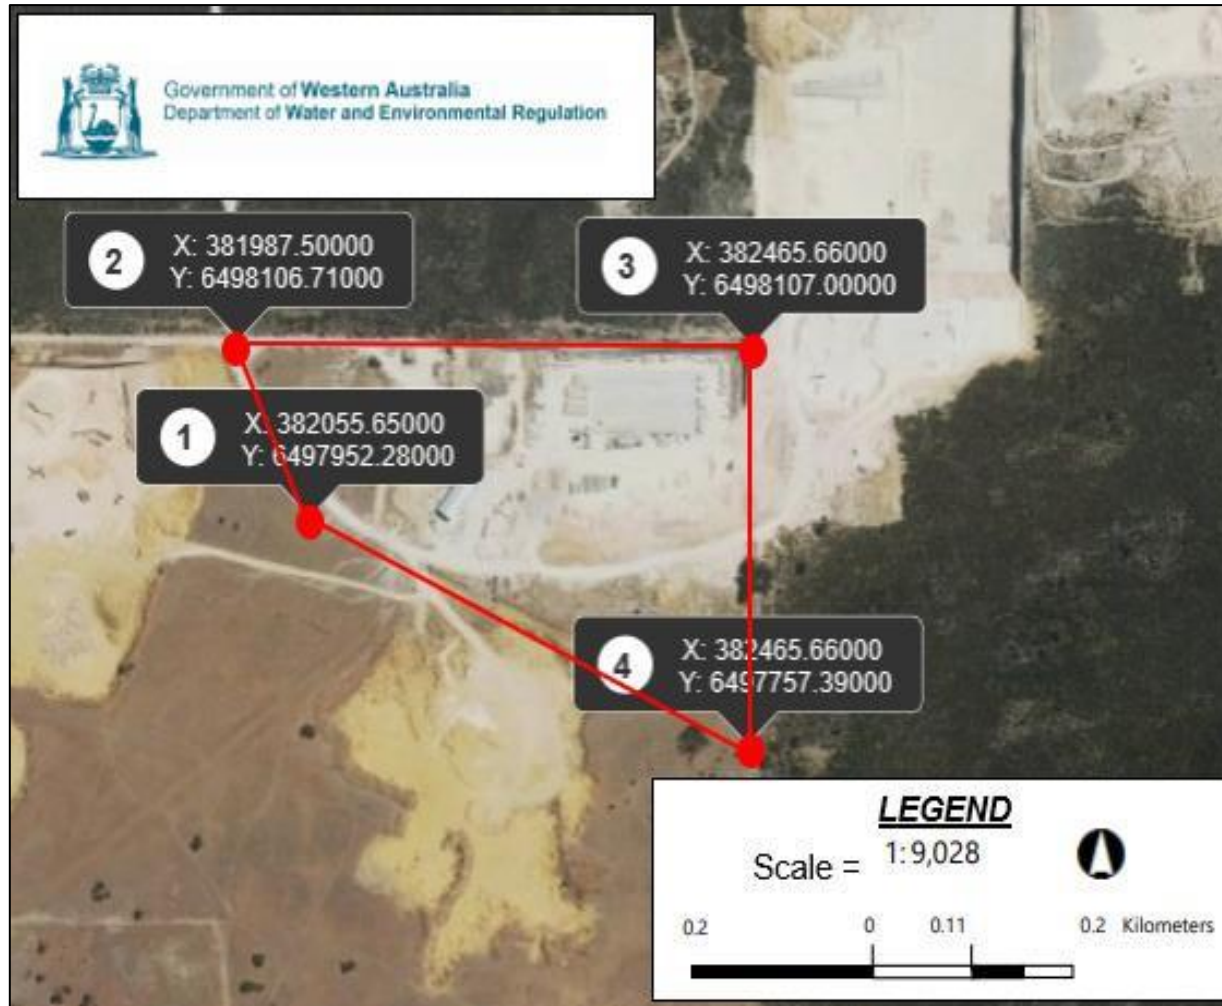 Government of Western Australia
Department of Water and Environmental Regulation
2
X: 381987.50000
Y: 6498106.71000
3
X: 382465.66000
Y: 6498107.00000
1
X: 382055.65000
Y: 6497952.28000
4
X: 382465.66000
Y: 6497757.39000
LEGEND
Scale = 1:9,028
0.2 0 0.11 0.2 Kilometers